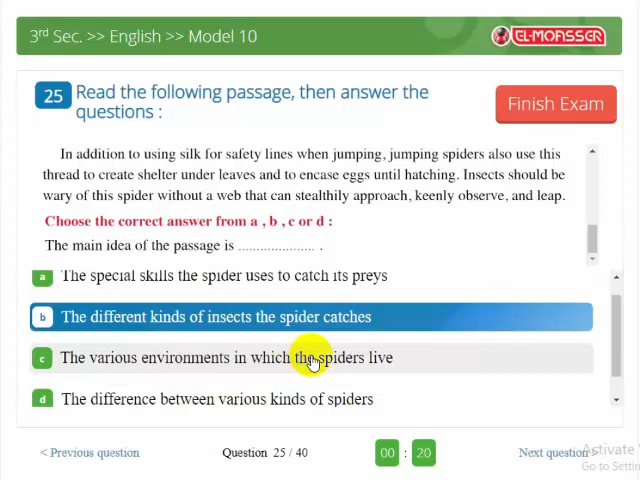 3rd Sec. >> English >> Model 10
EL-MOASSER
25 Read the following passage, then answer the
questions :
Finish Exam
In addition to using silk for safety lines when jumping, jumping spiders also use this
thread to create shelter under leaves and to encase eggs until hatching. Insects should be
wary of this spider without a web that can stealthily approach, keenly observe, and leap.
Choose the correct answer from a , b , c or d :
The main idea of the passage is ..................... .
a The special skills the spider uses to catch its preys
b The different kinds of insects the spider catches
c The various environments in which the spiders live
d The difference between various kinds of spiders
< Previous question Question 25 / 40 00 : 20 Next question >
Activate
Go to Settin